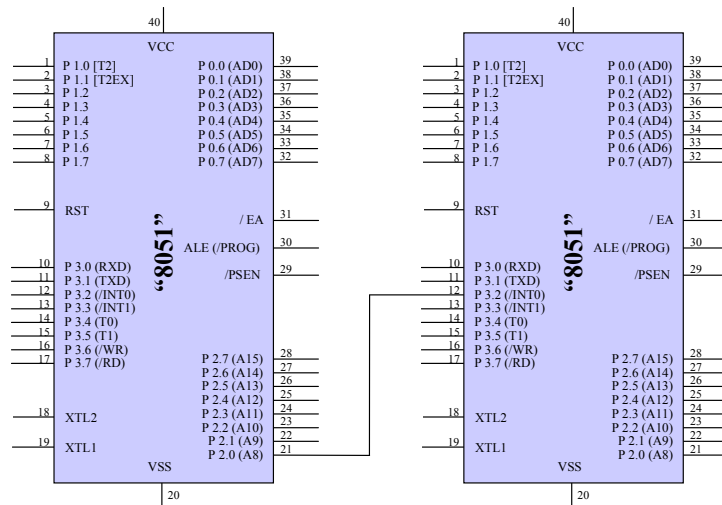 40
VCC
1 P 1.0 [T2] P 0.0 (AD0) 39
2 P 1.1 [T2EX] P 0.1 (AD1) 38
3 P 1.2 P 0.2 (AD2) 37
4 P 1.3 P 0.3 (AD3) 36
5 P 1.4 P 0.4 (AD4) 35
6 P 1.5 P 0.5 (AD5) 34
7 P 1.6 P 0.6 (AD6) 33
8 P 1.7 P 0.7 (AD7) 32
9 RST
/ EA 31
ALE (/PROG) 30
/PSEN 29
“8051”
10 P 3.0 (RXD)
11 P 3.1 (TXD)
12 P 3.2 (/INT0)
13 P 3.3 (/INT1)
14 P 3.4 (T0)
15 P 3.5 (T1)
16 P 3.6 (/WR)
17 P 3.7 (/RD)
P 2.7 (A15) 28
P 2.6 (A14) 27
P 2.5 (A13) 26
P 2.4 (A12) 25
P 2.3 (A11) 24
P 2.2 (A10) 23
P 2.1 (A9) 22
P 2.0 (A8) 21
18 XTL2
19 XTL1
VSS
20
40
VCC
1 P 1.0 [T2] P 0.0 (AD0) 39
2 P 1.1 [T2EX] P 0.1 (AD1) 38
3 P 1.2 P 0.2 (AD2) 37
4 P 1.3 P 0.3 (AD3) 36
5 P 1.4 P 0.4 (AD4) 35
6 P 1.5 P 0.5 (AD5) 34
7 P 1.6 P 0.6 (AD6) 33
8 P 1.7 P 0.7 (AD7) 32
9 RST
/ EA 31
ALE (/PROG) 30
/PSEN 29
“8051”
10 P 3.0 (RXD)
11 P 3.1 (TXD)
12 P 3.2 (/INT0)
13 P 3.3 (/INT1)
14 P 3.4 (T0)
15 P 3.5 (T1)
16 P 3.6 (/WR)
17 P 3.7 (/RD)
P 2.7 (A15) 28
P 2.6 (A14) 27
P 2.5 (A13) 26
P 2.4 (A12) 25
P 2.3 (A11) 24
P 2.2 (A10) 23
P 2.1 (A9) 22
P 2.0 (A8) 21
18 XTL2
19 XTL1
VSS
20